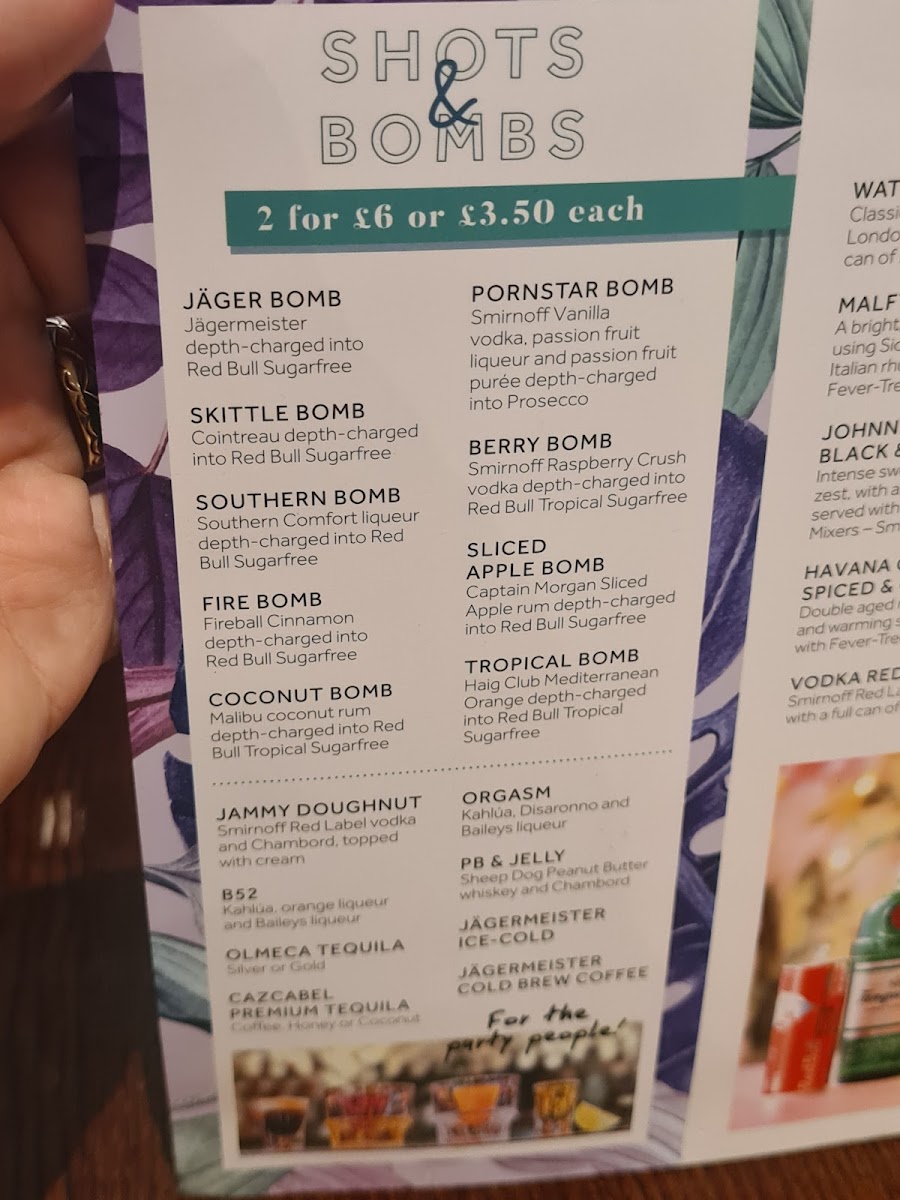 SHOTS
&
BOMBS
2 for £6 or £3.50 each
JÄGER BOMB
Jägermeister
depth-charged into
Red Bull Sugarfree
SKITTLE BOMB
Cointreau depth-charged
into Red Bull Sugarfree
SOUTHERN BOMB
Southern Comfort liqueur
depth-charged into Red
Bull Sugarfree
FIRE BOMB
Fireball Cinnamon
depth-charged into
Red Bull Sugarfree
COCONUT BOMB
Malibu coconut rum
depth-charged into Red
Bull Tropical Sugarfree
PORNSTAR BOMB
Smirnoff Vanilla
vodka, passion fruit
liqueur and passion fruit
purée depth-charged
into Prosecco
BERRY BOMB
Smirnoff Raspberry Crush
vodka depth-charged into
Red Bull Tropical Sugarfree
SLICED
APPLE BOMB
Captain Morgan Sliced
Apple rum depth-charged
into Red Bull Sugarfree
TROPICAL BOMB
Haig Club Mediterranean
Orange depth-charged
into Red Bull Tropical
Sugarfree
JAMMY DOUGHNUT
Smirnoff Red Label vodka
and Chambord, topped
with cream
B52
Kahlúa, orange liqueur
and Baileys liqueur
OLMECA TEQUILA
Silver or Gold
CAZCABEL
PREMIUM TEQUILA
Coffee, Honey or Coconut
ORGASM
Kahlúa, Disaronno and
Baileys liqueur
PB & JELLY
Sheep Dog Peanut Butter
whiskey and Chambord
JÄGERMEISTER
ICE-COLD
JÄGERMEISTER
COLD BREW COFFEE
For the
party people!
WAT
Classi
Londo
can of
MALF
A bright
using Sic
Italian rh
Fever-Tre
JOHNN
BLACK &
Intense sw
zest, with a
served with
Mixers – Sm
HAVANA
SPICED &
Double aged
and warming s
with Fever-Tre
VODKA RED
Smirnoff Red La
with a full can of